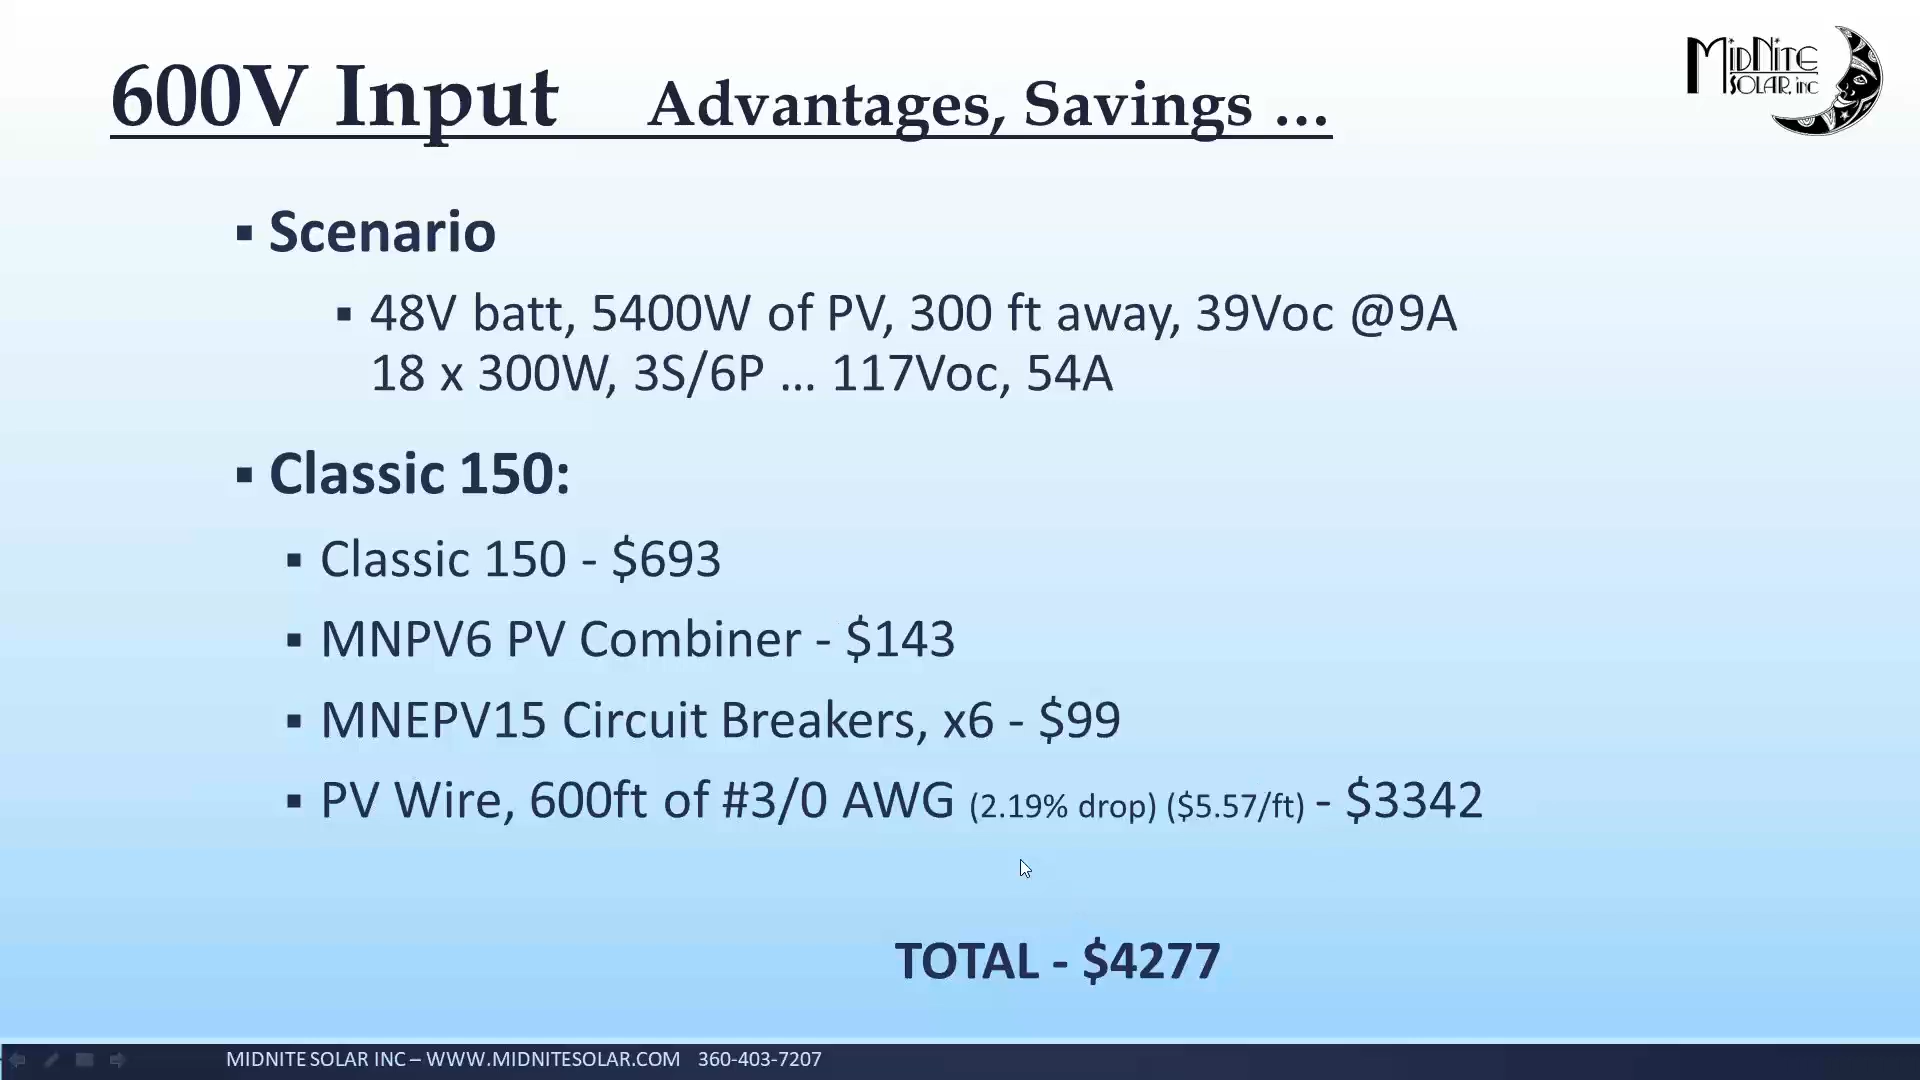 600V Input Advantages, Savings ...
MIDNITE
SOLAR, inc
▪ Scenario
▪ 48V batt, 5400W of PV, 300 ft away, 39Voc @9A
18 x 300W, 3S/6P ... 117Voc, 54A
▪ Classic 150:
▪ Classic 150 - $693
▪ MNPV6 PV Combiner - $143
▪ MNEPV15 Circuit Breakers, x6 - $99
▪ PV Wire, 600ft of #3/0 AWG (2.19% drop) ($5.57/ft) - $3342
TOTAL - $4277
MIDNITE SOLAR INC – WWW.MIDNITESOLAR.COM 360-403-7207